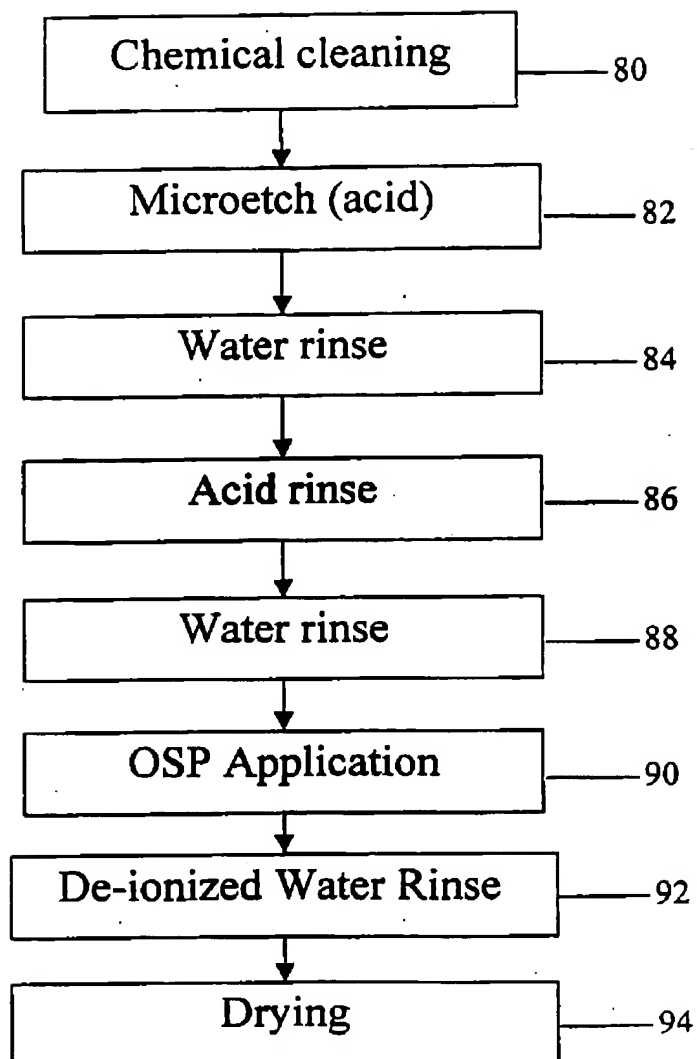 Chemical cleaning 80
Microetch (acid) 82
Water rinse 84
Acid rinse 86
Water rinse 88
OSP Application 90
De-ionized Water Rinse 92
Drying 94